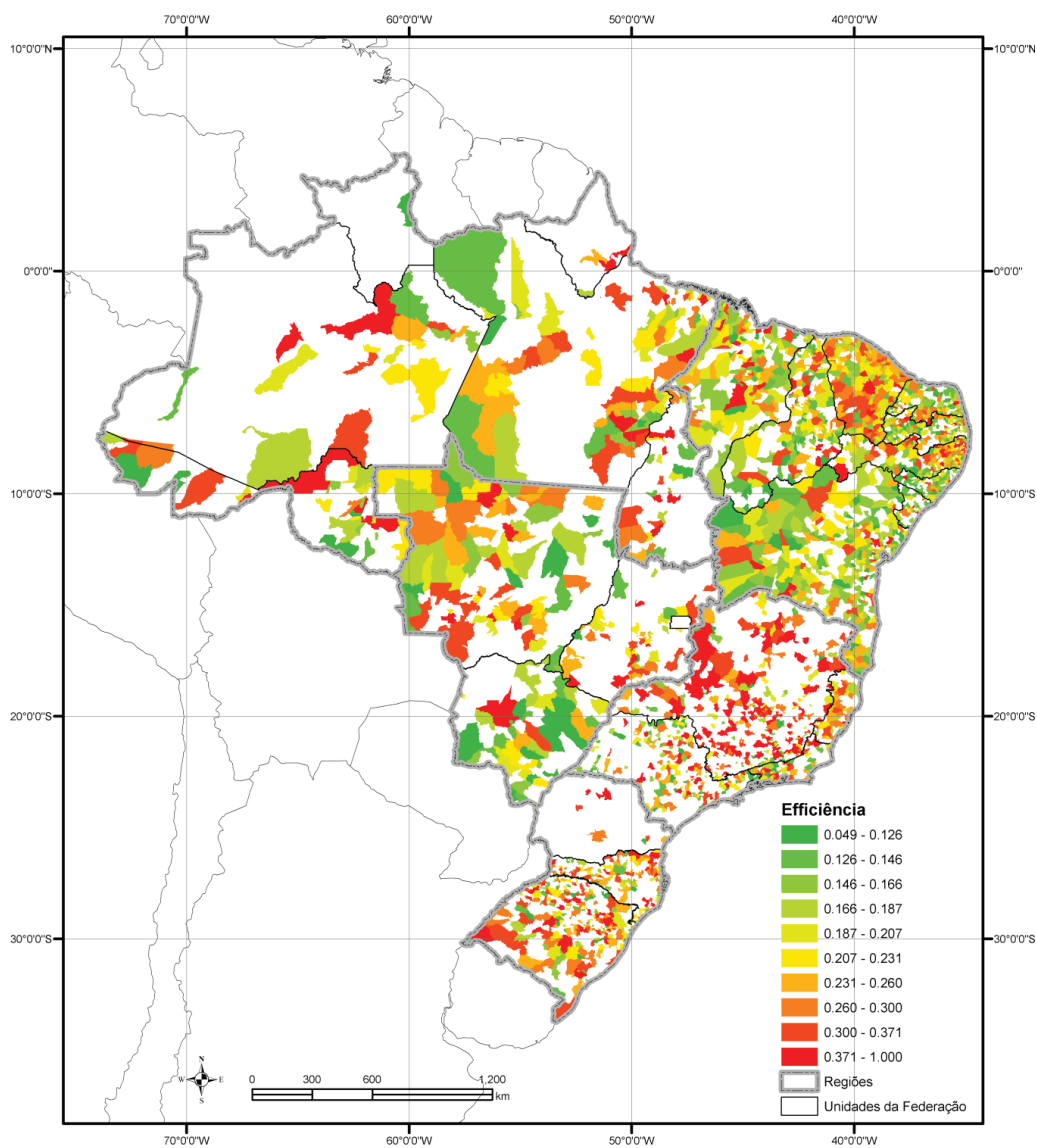 70°0'0"W 60°0'0"W 50°0'0"W 40°0'0"W
10°0'0"N 10°0'0"N
0°0'0" 0°0'0"
10°0'0"S 10°0'0"S
20°0'0"S 20°0'0"S
30°0'0"S 30°0'0"S
Efficiência
0.049 - 0.126
0.126 - 0.146
0.146 - 0.166
0.166 - 0.187
0.187 - 0.207
0.207 - 0.231
0.231 - 0.260
0.260 - 0.300
0.300 - 0.371
0.371 - 1.000
Regiões
Unidades da Federação
N
W E
S
0 300 600 1,200
km
70°0'0"W 60°0'0"W 50°0'0"W 40°0'0"W